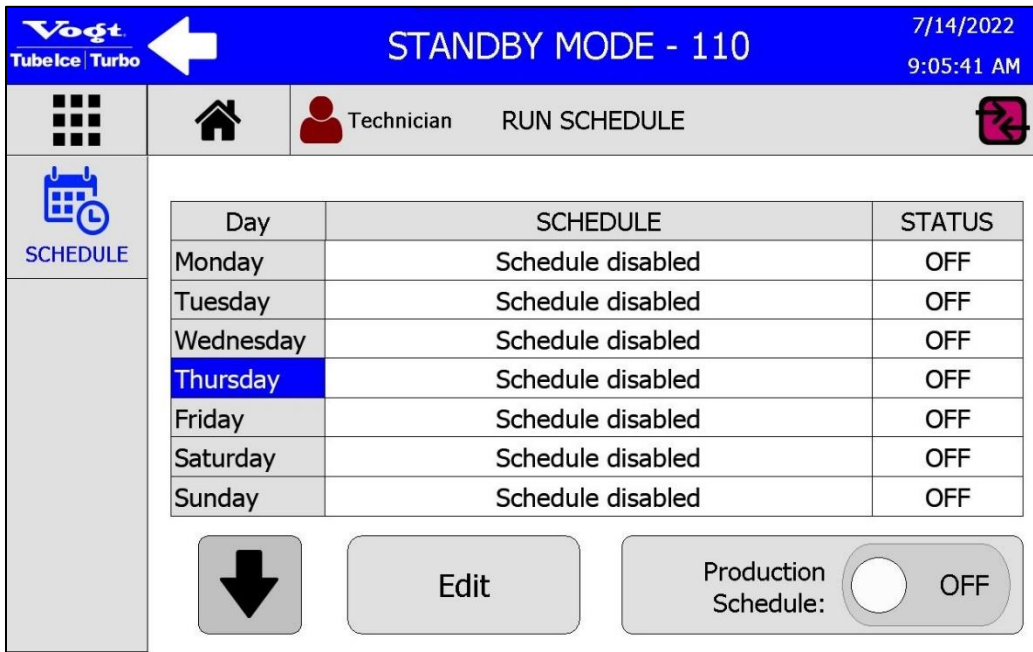 Vogt
TubeIce | Turbo
STANDBY MODE - 110
7/14/2022
9:05:41 AM
Technician
RUN SCHEDULE
SCHEDULE
Day SCHEDULE STATUS
Monday Schedule disabled OFF
Tuesday Schedule disabled OFF
Wednesday Schedule disabled OFF
Thursday Schedule disabled OFF
Friday Schedule disabled OFF
Saturday Schedule disabled OFF
Sunday Schedule disabled OFF
Edit
Production
Schedule:
OFF